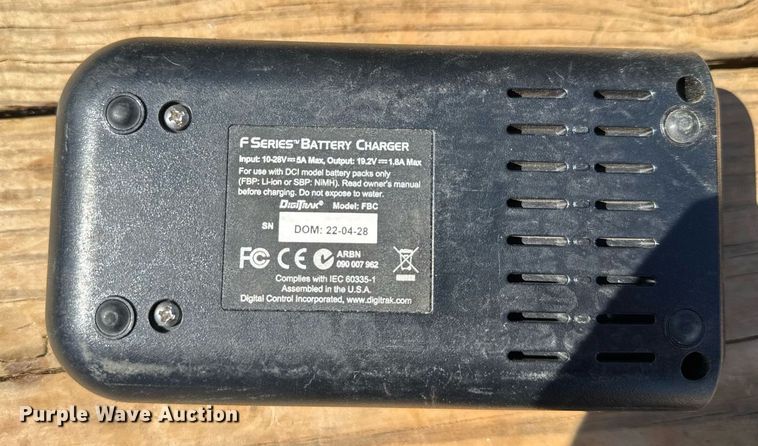 F SERIES™ BATTERY CHARGER
Input: 10-28V⎓5A Max, Output: 19.2V⎓1.8A Max
For use with DCI model battery packs only
(FBP: Li-ion or SBP: NiMH). Read owner's manual
before charging. Do not expose to water.
DIGITRAK® Model: FBC
SN DOM: 22-04-28
FC CE ARBN
090 007 962
Complies with IEC 60335-1
Assembled in the U.S.A.
Digital Control Incorporated, www.digitrak.com
Purple Wave Auction